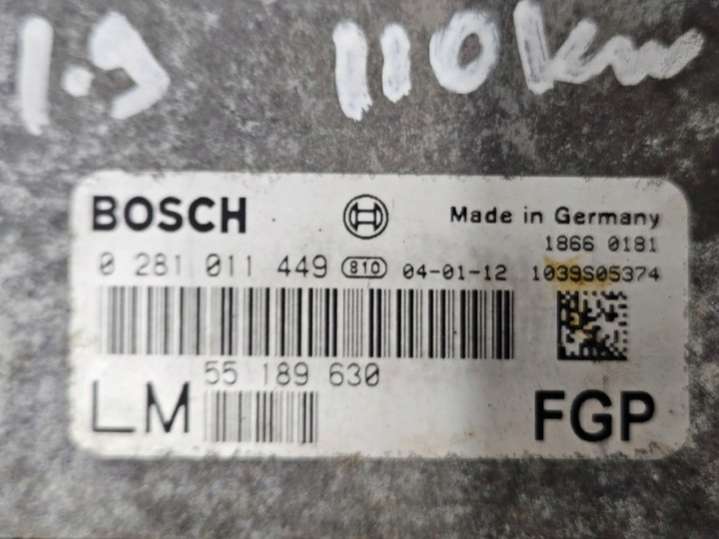 1.9 110kw
BOSCH Made in Germany
1866 0181
0 281 011 449 810 04-01-12 1039S05374
55 189 630
LM FGP